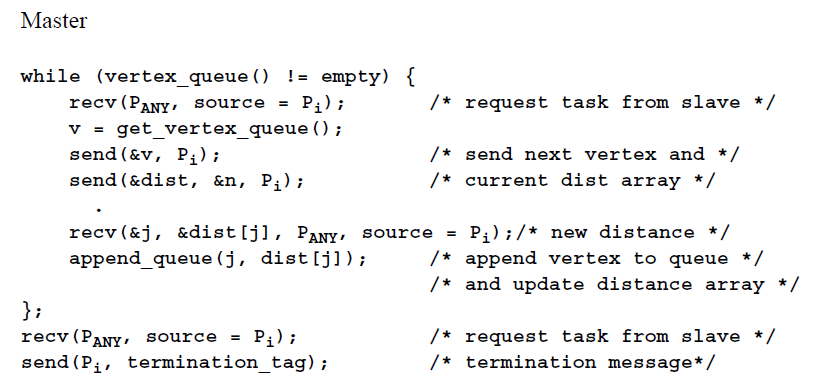 Master
while (vertex_queue() != empty) {
recv(PANY, source = Pi); /* request task from slave */
v = get_vertex_queue();
send(&v, Pi); /* send next vertex and */
send(&dist, &n, Pi); /* current dist array */
.
recv(&j, &dist[j], PANY, source = Pi);/* new distance */
append_queue(j, dist[j]); /* append vertex to queue */
/* and update distance array */
};
recv(PANY, source = Pi); /* request task from slave */
send(Pi, termination_tag); /* termination message*/